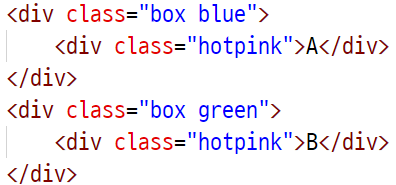 <div class="box blue">
    <div class="hotpink">A</div>
</div>
<div class="box green">
    <div class="hotpink">B</div>
</div>